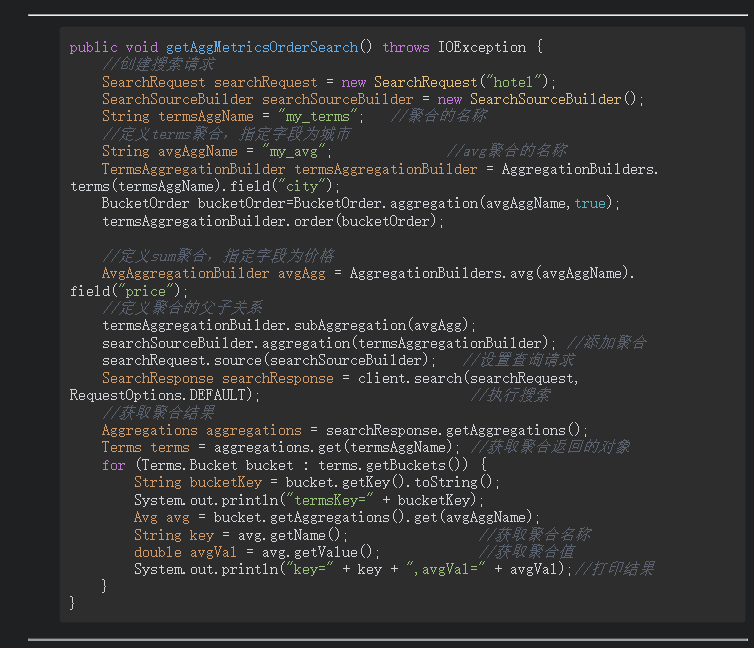 public void getAggMetricsOrderSearch() throws IOException {
//创建搜索请求
SearchRequest searchRequest = new SearchRequest("hotel");
SearchSourceBuilder searchSourceBuilder = new SearchSourceBuilder();
String termsAggName = "my_terms"; //聚合的名称
//定义terms聚合，指定字段为城市
String avgAggName = "my_avg"; //avg聚合的名称
TermsAggregationBuilder termsAggregationBuilder = AggregationBuilders.
terms(termsAggName).field("city");
BucketOrder bucketOrder=BucketOrder.aggregation(avgAggName,true);
termsAggregationBuilder.order(bucketOrder);
//定义sum聚合，指定字段为价格
AvgAggregationBuilder avgAgg = AggregationBuilders.avg(avgAggName).
field("price");
//定义聚合的父子关系
termsAggregationBuilder.subAggregation(avgAgg);
searchSourceBuilder.aggregation(termsAggregationBuilder); //添加聚合
searchRequest.source(searchSourceBuilder); //设置查询请求
SearchResponse searchResponse = client.search(searchRequest,
RequestOptions.DEFAULT); //执行搜索
//获取聚合结果
Aggregations aggregations = searchResponse.getAggregations();
Terms terms = aggregations.get(termsAggName); //获取聚合返回的对象
for (Terms.Bucket bucket : terms.getBuckets()) {
String bucketKey = bucket.getKey().toString();
System.out.println("termsKey=" + bucketKey);
Avg avg = bucket.getAggregations().get(avgAggName);
String key = avg.getName(); //获取聚合名称
double avgVal = avg.getValue(); //获取聚合值
System.out.println("key=" + key + ",avgVal=" + avgVal);//打印结果
}
}